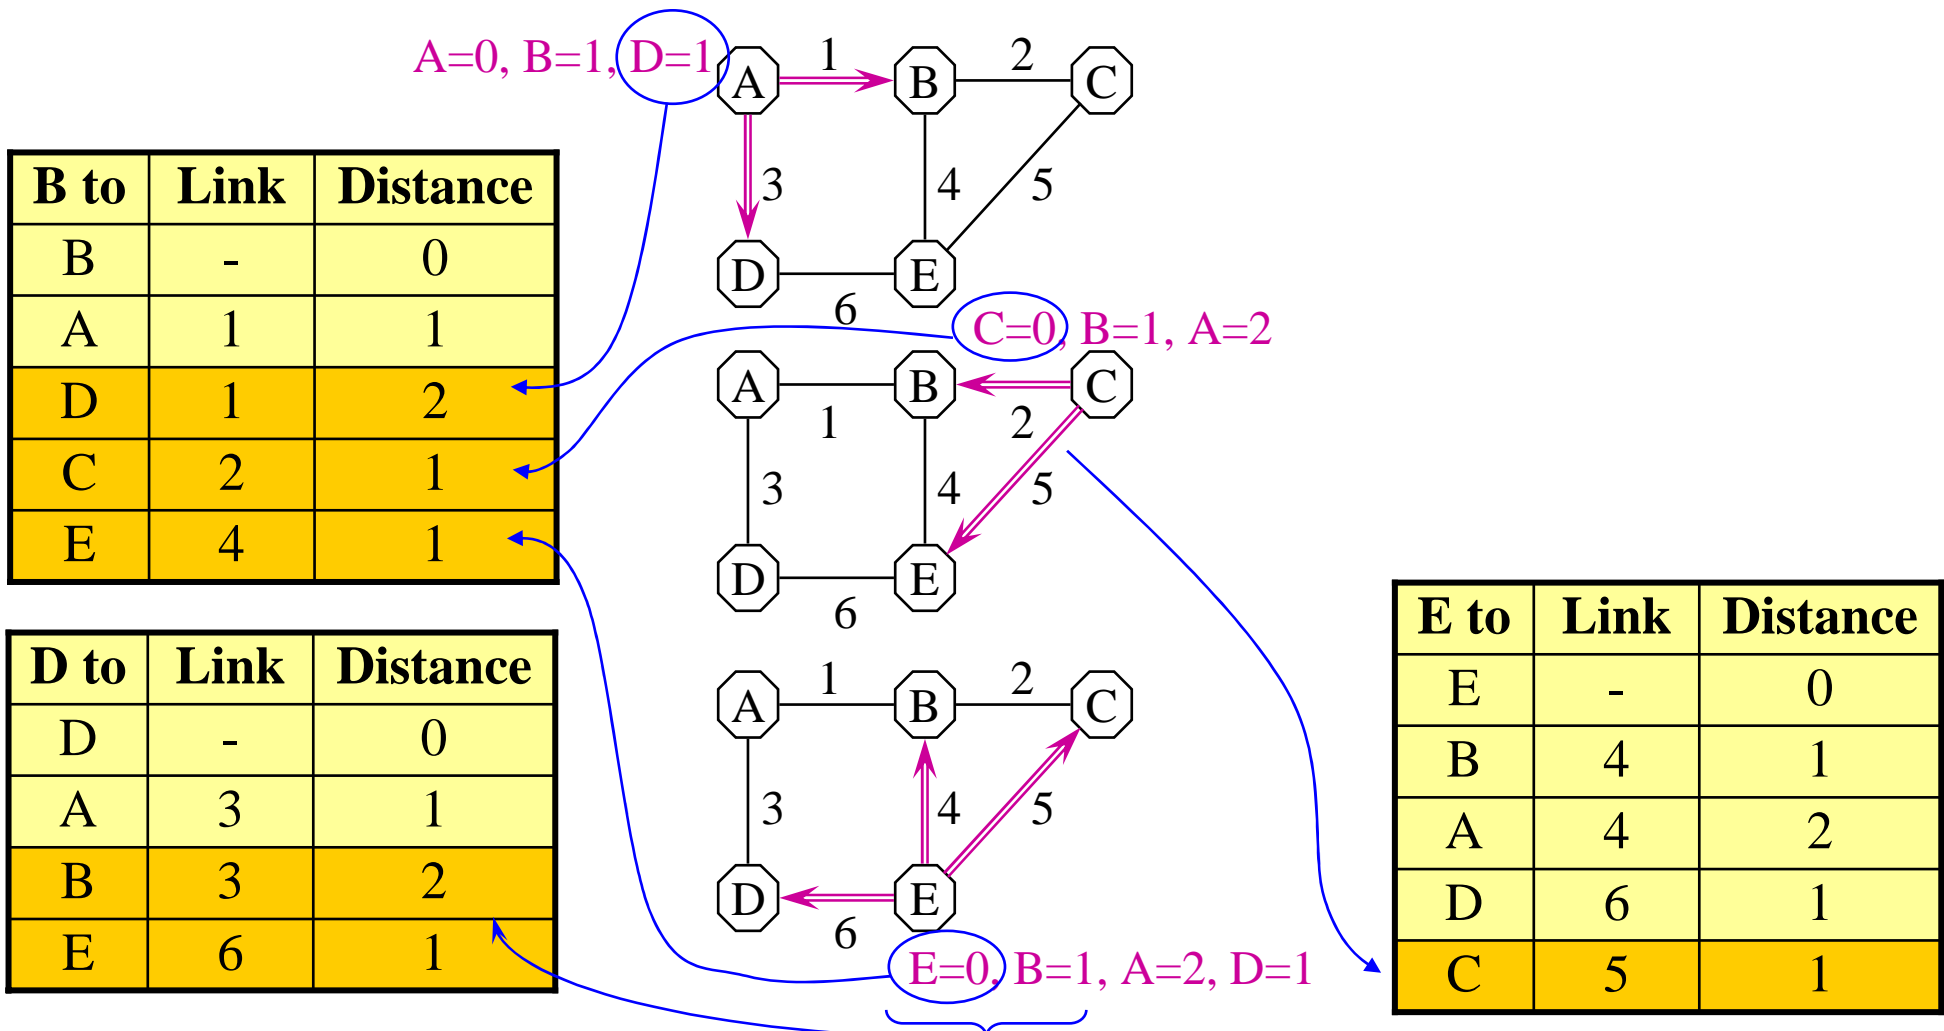 A=0, B=1, D=1
A 1 B 2 C
3 4 5
D 6 E
B to Link Distance
B - 0
A 1 1
D 1 2
C 2 1
E 4 1
C=0, B=1, A=2
A 1 B 2 C
3 4 5
D 6 E
D to Link Distance
D - 0
A 3 1
B 3 2
E 6 1
A 1 B 2 C
3 4 5
D 6 E
E=0, B=1, A=2, D=1
E to Link Distance
E - 0
B 4 1
A 4 2
D 6 1
C 5 1